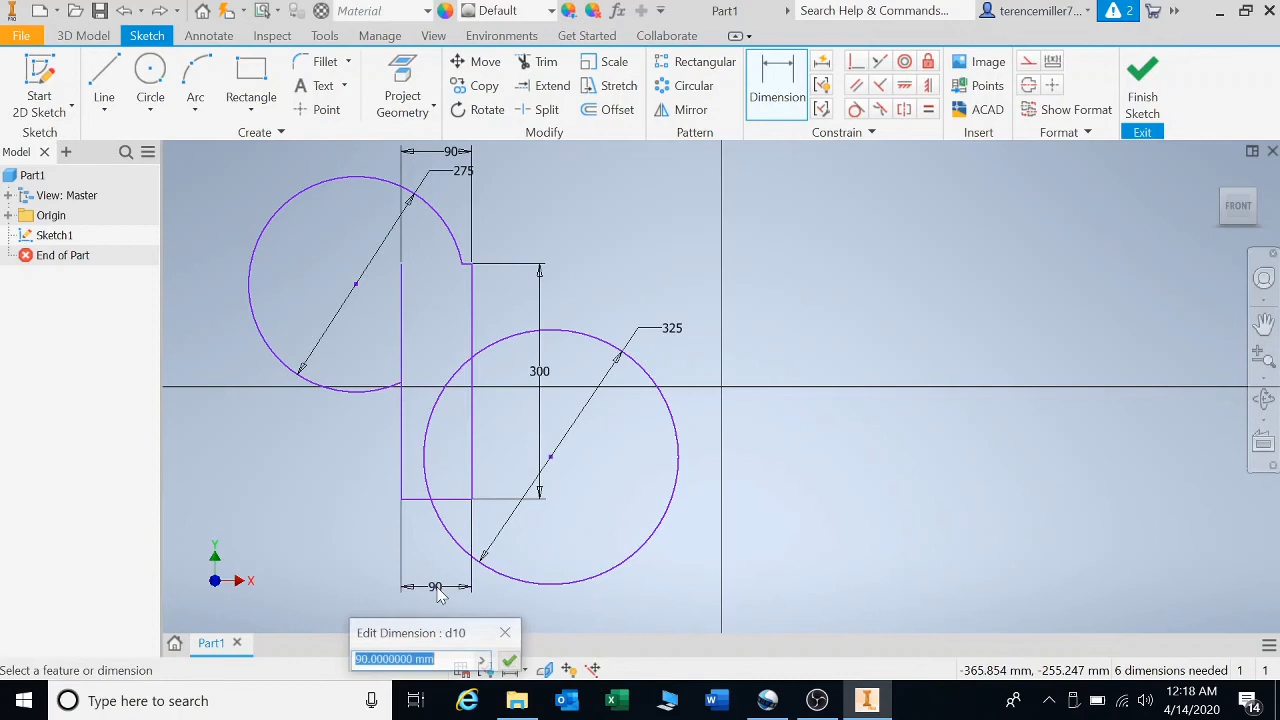 PRO
Material
Default
Part1
Search Help & Commands...
terencemiller7...
2
File
3D Model
Sketch
Annotate
Inspect
Tools
Manage
View
Environments
Get Started
Collaborate
Start
2D Sketch
Line
Circle
Arc
Rectangle
Fillet
Text
Point
Project
Geometry
Move
Copy
Rotate
Trim
Extend
Split
Scale
Stretch
Offset
Rectangular
Circular
Mirror
Dimension
Image
Points
ACAD
Show Format
Finish
Sketch
Sketch
Create
Modify
Pattern
Constrain
Insert
Format
Exit
Model
Part1
View: Master
Origin
Sketch1
End of Part
90
275
325
300
90
FRONT
Y
X
Edit Dimension : d10
90.0000000 mm
Part1
Select a feature or dimension
-365.854 mm, -255.247 mm
6 dimensions needed
1
1
Type here to search
12:18 AM
4/14/2020
14